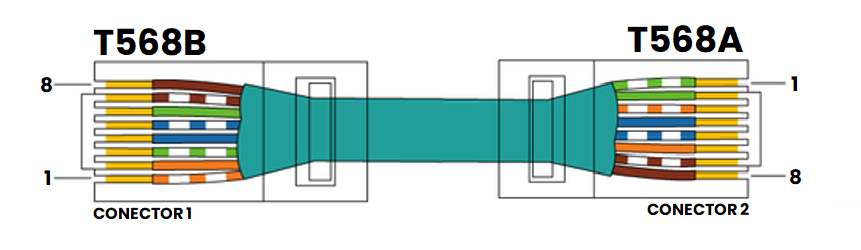 T568B
T568A
8
1
1
8
CONECTOR 1
CONECTOR 2